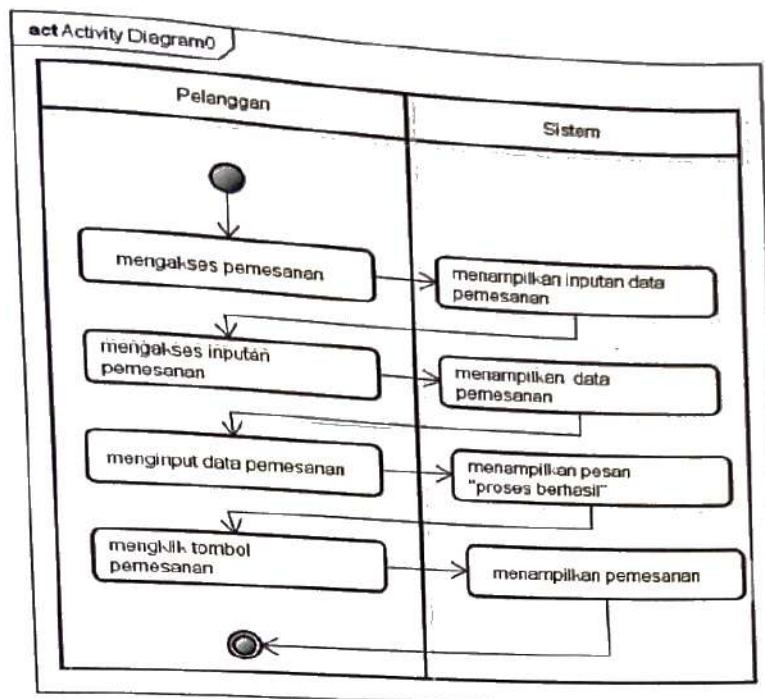 act Activity Diagram0
Pelanggan
Sistem
mengakses pemesanan
menampilkan inputan data
pemesanan
mengakses inputan
pemesanan
menampilkan data
pemesanan
menginput data pemesanan
menampilkan pesan
"proses berhasil"
mengklik tombol
pemesanan
menampilkan pemesanan